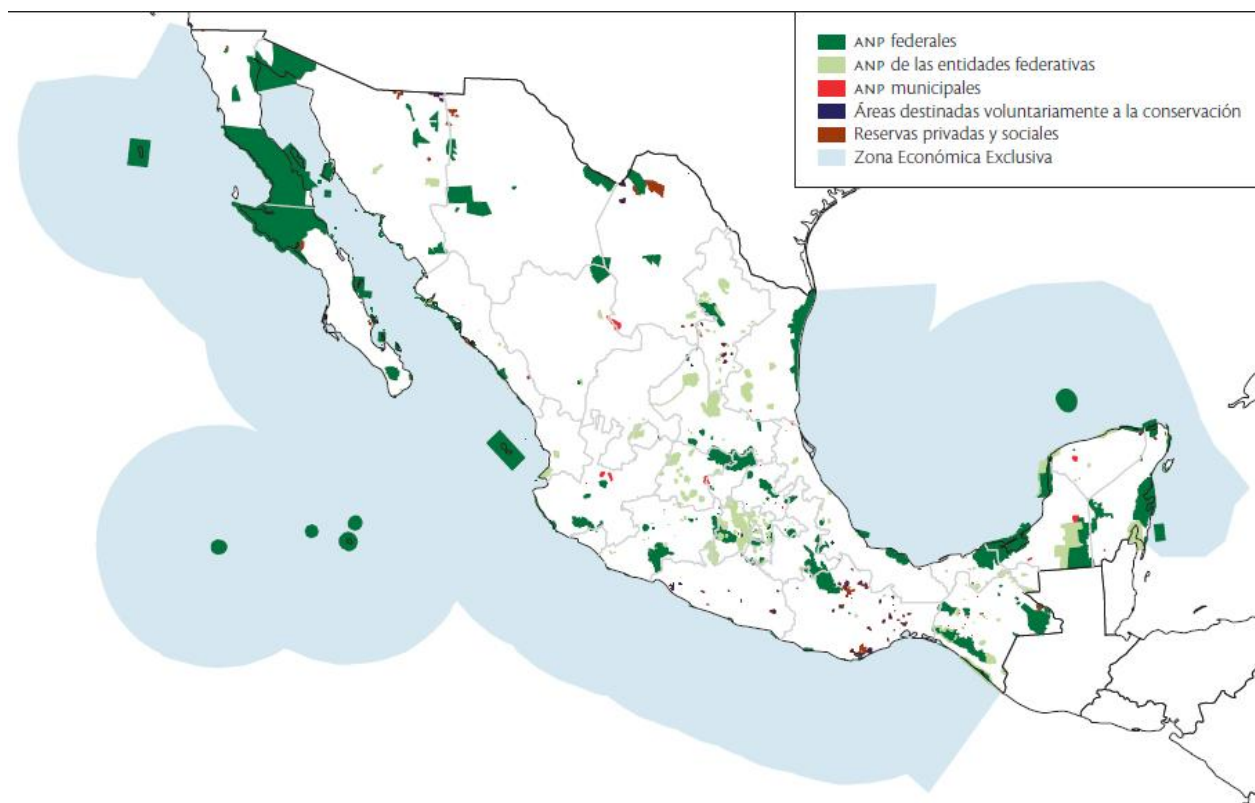 ANP federales
ANP de las entidades federativas
ANP municipales
Áreas destinadas voluntariamente a la conservación
Reservas privadas y sociales
Zona Económica Exclusiva